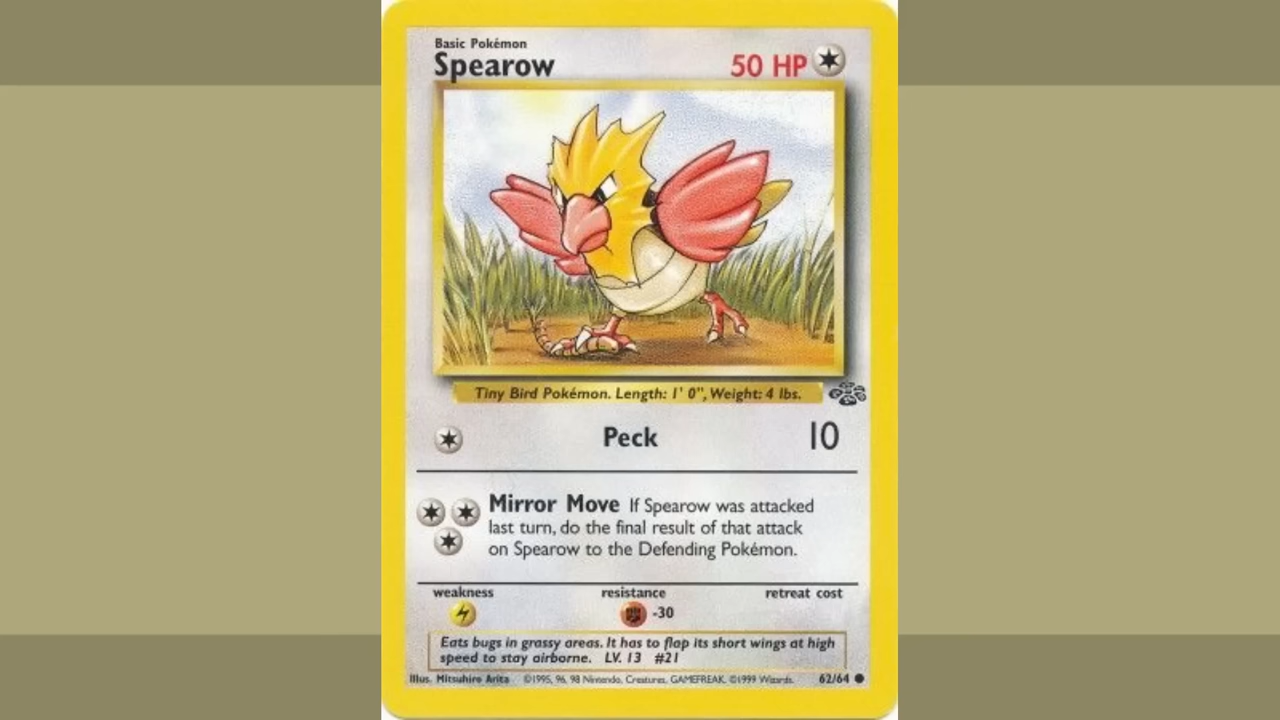 Basic Pokémon
Spearow
50 HP
Tiny Bird Pokémon. Length: 1' 0", Weight: 4 lbs.
Peck 10
Mirror Move If Spearow was attacked
last turn, do the final result of that attack
on Spearow to the Defending Pokémon.
weakness resistance retreat cost
-30
Eats bugs in grassy areas. It has to flap its short wings at high
speed to stay airborne. LV. 13 #21
Illus. Mitsuhiro Arita ©1995, 96, 98 Nintendo, Creatures, GAMEFREAK. ©1999 Wizards. 62/64